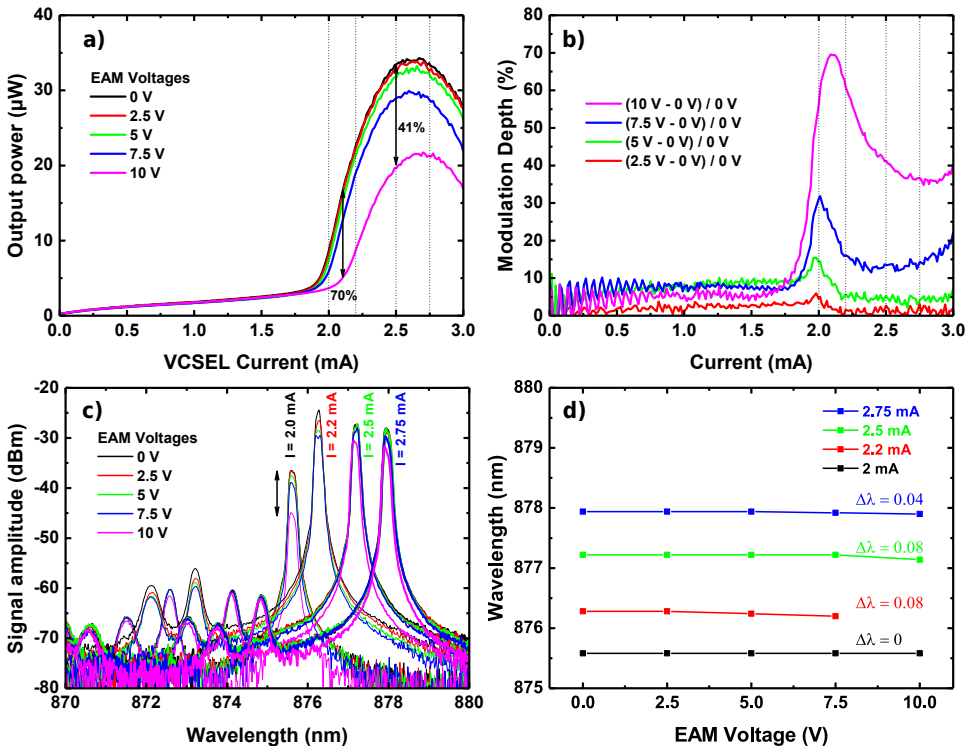 a)
EAM Voltages
0 V
2.5 V
5 V
7.5 V
10 V
41%
70%
40
30
20
10
0
0.0 0.5 1.0 1.5 2.0 2.5 3.0
Output power (µW)
VCSEL Current (mA)
b)
(10 V - 0 V) / 0 V
(7.5 V - 0 V) / 0 V
(5 V - 0 V) / 0 V
(2.5 V - 0 V) / 0 V
80
70
60
50
40
30
20
10
0
0.0 0.5 1.0 1.5 2.0 2.5 3.0
Modulation Depth (%)
Current (mA)
c)
EAM Voltages
0 V
2.5 V
5 V
7.5 V
10 V
I = 2.0 mA
I = 2.2 mA
I = 2.5 mA
I = 2.75 mA
-20
-30
-40
-50
-60
-70
-80
870 872 874 876 878 880
Signal amplitude (dBm)
Wavelength (nm)
d)
2.75 mA
2.5 mA
2.2 mA
2 mA
Δλ = 0.04
Δλ = 0.08
Δλ = 0.08
Δλ = 0
880
879
878
877
876
875
0.0 2.5 5.0 7.5 10.0
Wavelength (nm)
EAM Voltage (V)